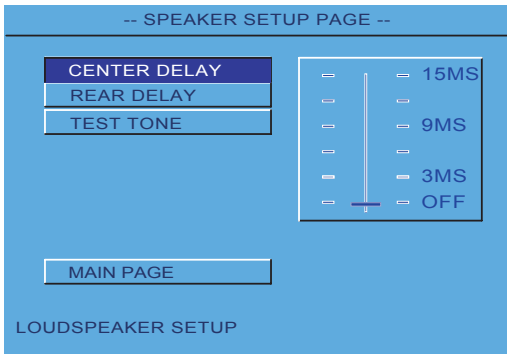 -- SPEAKER SETUP PAGE --
CENTER DELAY
REAR DELAY
TEST TONE
15MS
9MS
3MS
OFF
MAIN PAGE
LOUDSPEAKER SETUP